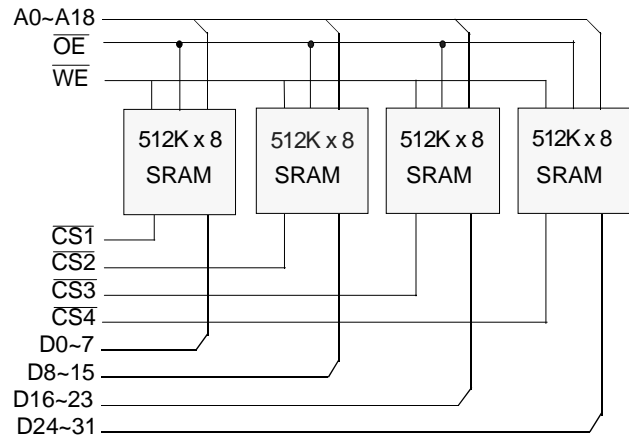 A0~A18
OE
WE
512K x 8
SRAM
512K x 8
SRAM
512K x 8
SRAM
512K x 8
SRAM
CS1
CS2
CS3
CS4
D0~7
D8~15
D16~23
D24~31